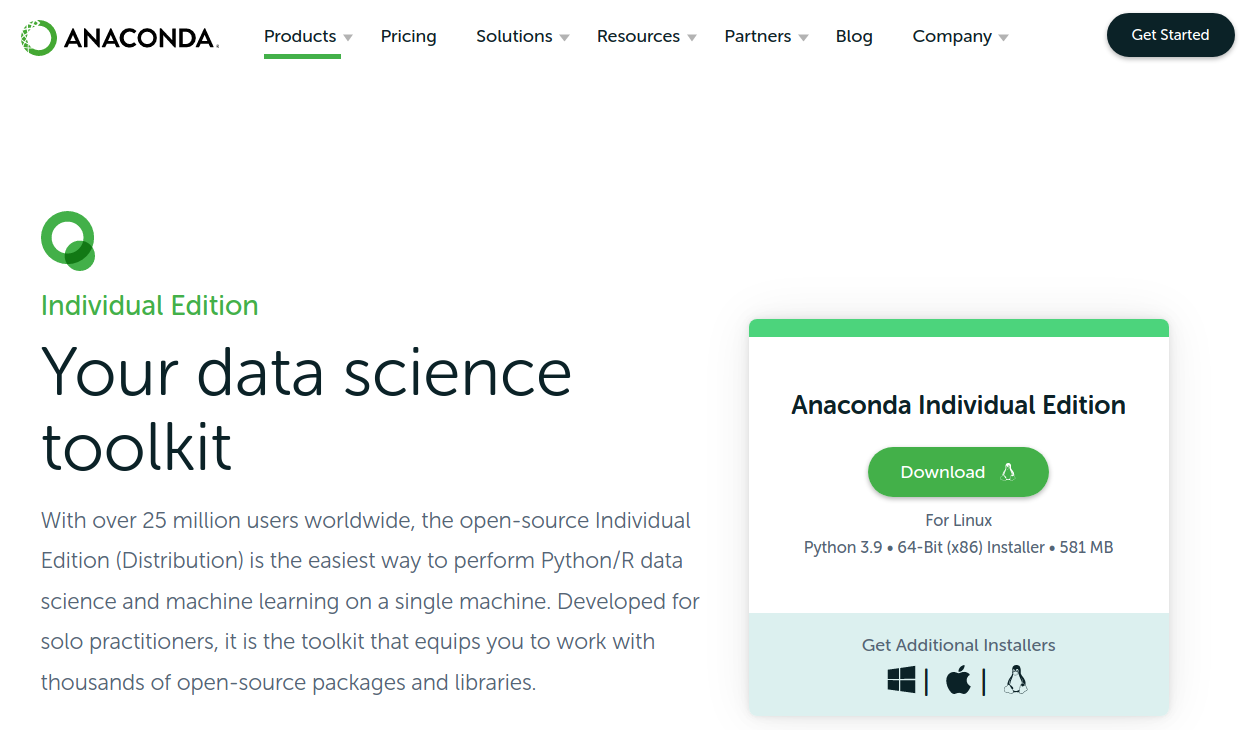 ANACONDA.
Products
Pricing
Solutions
Resources
Partners
Blog
Company
Get Started
Individual Edition
Your data science
toolkit
With over 25 million users worldwide, the open-source Individual
Edition (Distribution) is the easiest way to perform Python/R data
science and machine learning on a single machine. Developed for
solo practitioners, it is the toolkit that equips you to work with
thousands of open-source packages and libraries.
Anaconda Individual Edition
Download
For Linux
Python 3.9 • 64-Bit (x86) Installer • 581 MB
Get Additional Installers
| |